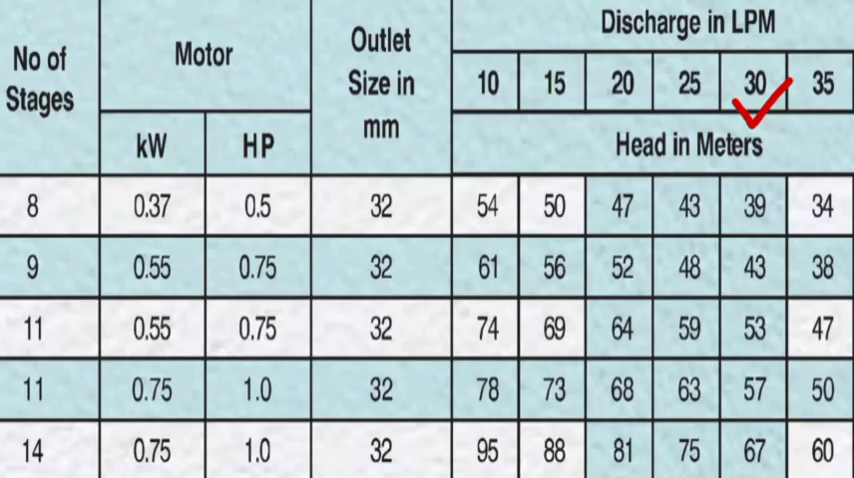 No of Stages Motor Outlet Size in mm Discharge in LPM
10 15 20 25 30 35
kW HP Head in Meters
8 0.37 0.5 32 54 50 47 43 39 34
9 0.55 0.75 32 61 56 52 48 43 38
11 0.55 0.75 32 74 69 64 59 53 47
11 0.75 1.0 32 78 73 68 63 57 50
14 0.75 1.0 32 95 88 81 75 67 60